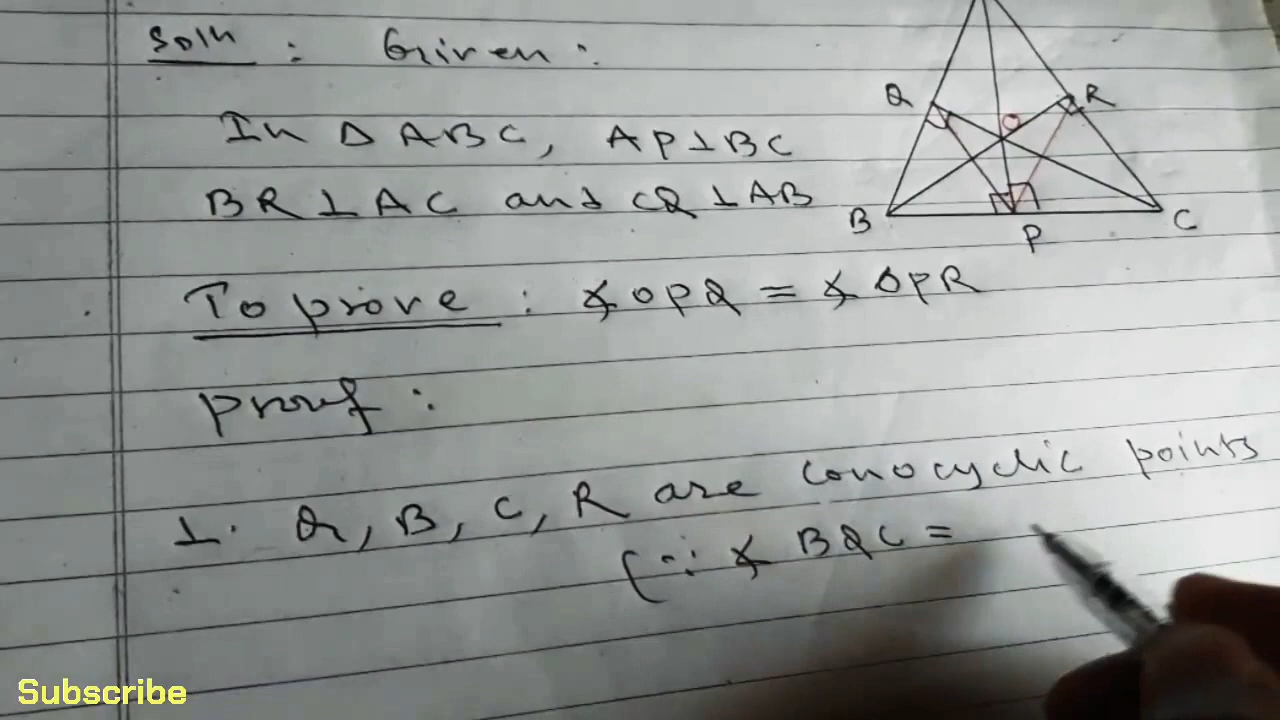 Soln : Given :
In Δ ABC, AP⊥BC
BR⊥AC and CQ⊥AB
To prove : ∡OPQ = ∡OPR
Proof :
1. Q, B, C, R are conocyclic points
(∵ ∡ BQC =
Q
R
O
B
P
C
Subscribe